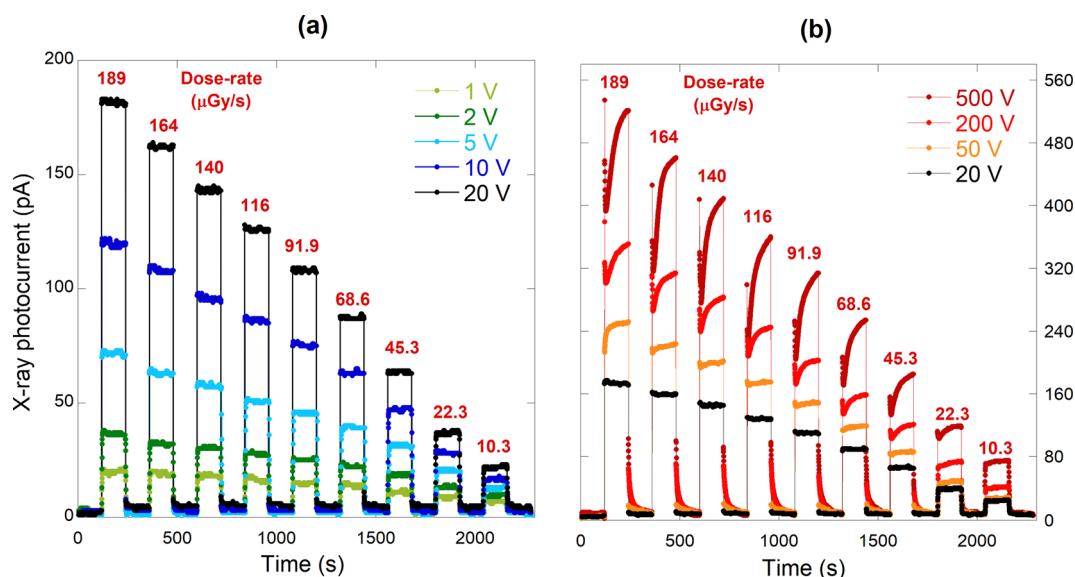 (a)
200
150
100
50
0
X-ray photocurrent (pA)
0
500
1000
1500
2000
Time (s)
Dose-rate
(μGy/s)
189
164
140
116
91.9
68.6
45.3
22.3
10.3
1 V
2 V
5 V
10 V
20 V
(b)
560
480
400
320
240
160
80
0
0
500
1000
1500
2000
Time (s)
Dose-rate
(μGy/s)
189
164
140
116
91.9
68.6
45.3
22.3
10.3
500 V
200 V
50 V
20 V